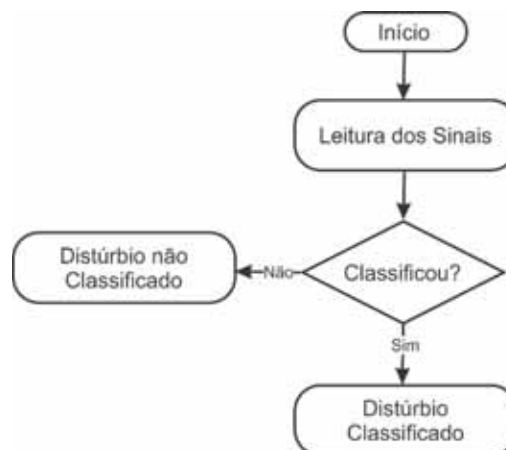 Início
Leitura dos Sinais
Classificou?
Não
Distúrbio não
Classificado
Sim
Distúrbio
Classificado